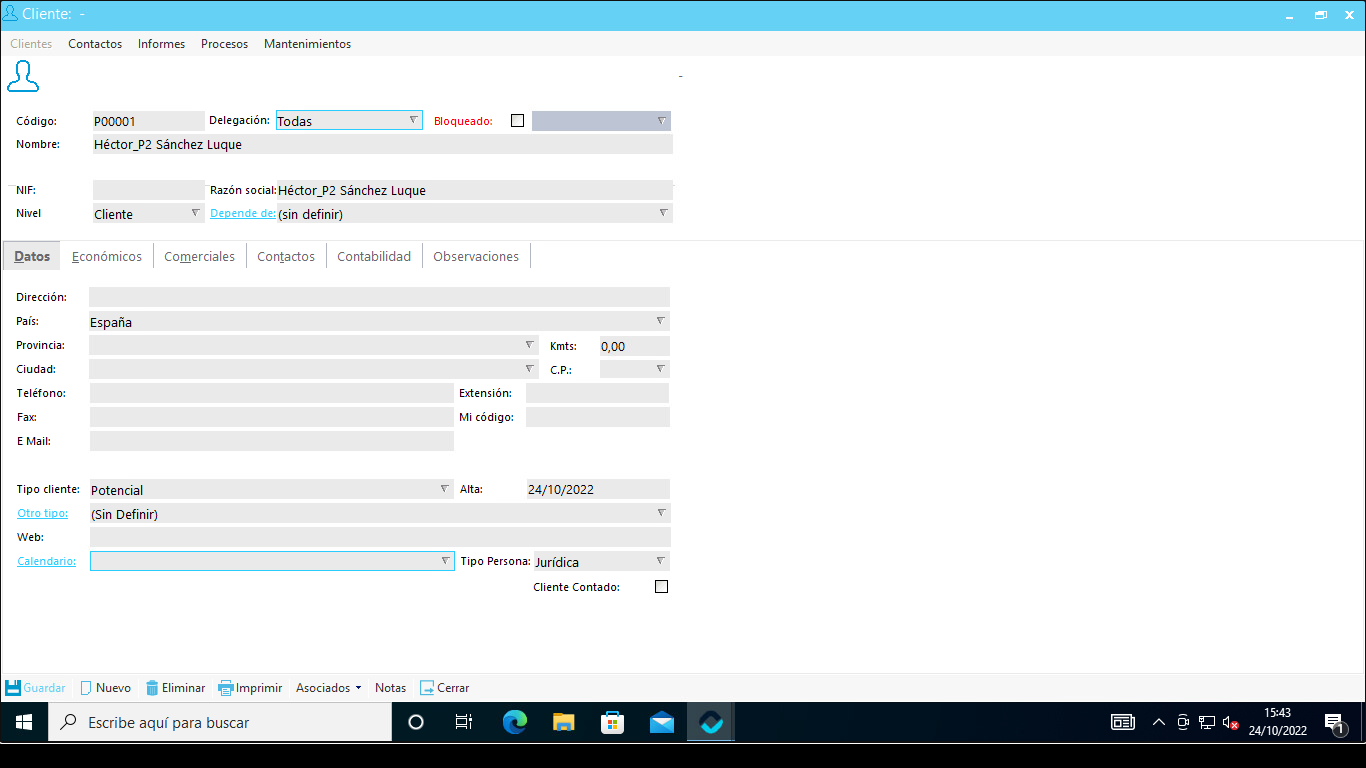 Cliente: -
Clientes Contactos Informes Procesos Mantenimientos
-
Código: P00001 Delegación: Todas Bloqueado:
Nombre: Héctor_P2 Sánchez Luque
NIF: Razón social: Héctor_P2 Sánchez Luque
Nivel Cliente Depende de: (sin definir)
Datos Económicos Comerciales Contactos Contabilidad Observaciones
Dirección:
País: España
Provincia: Kmts: 0,00
Ciudad: C.P.:
Teléfono: Extensión:
Fax: Mi código:
E Mail:
Tipo cliente: Potencial Alta: 24/10/2022
Otro tipo: (Sin Definir)
Web:
Calendario: Tipo Persona: Jurídica
Cliente Contado:
Guardar Nuevo Eliminar Imprimir Asociados Notas Cerrar
Escribe aquí para buscar
15:43
24/10/2022
1